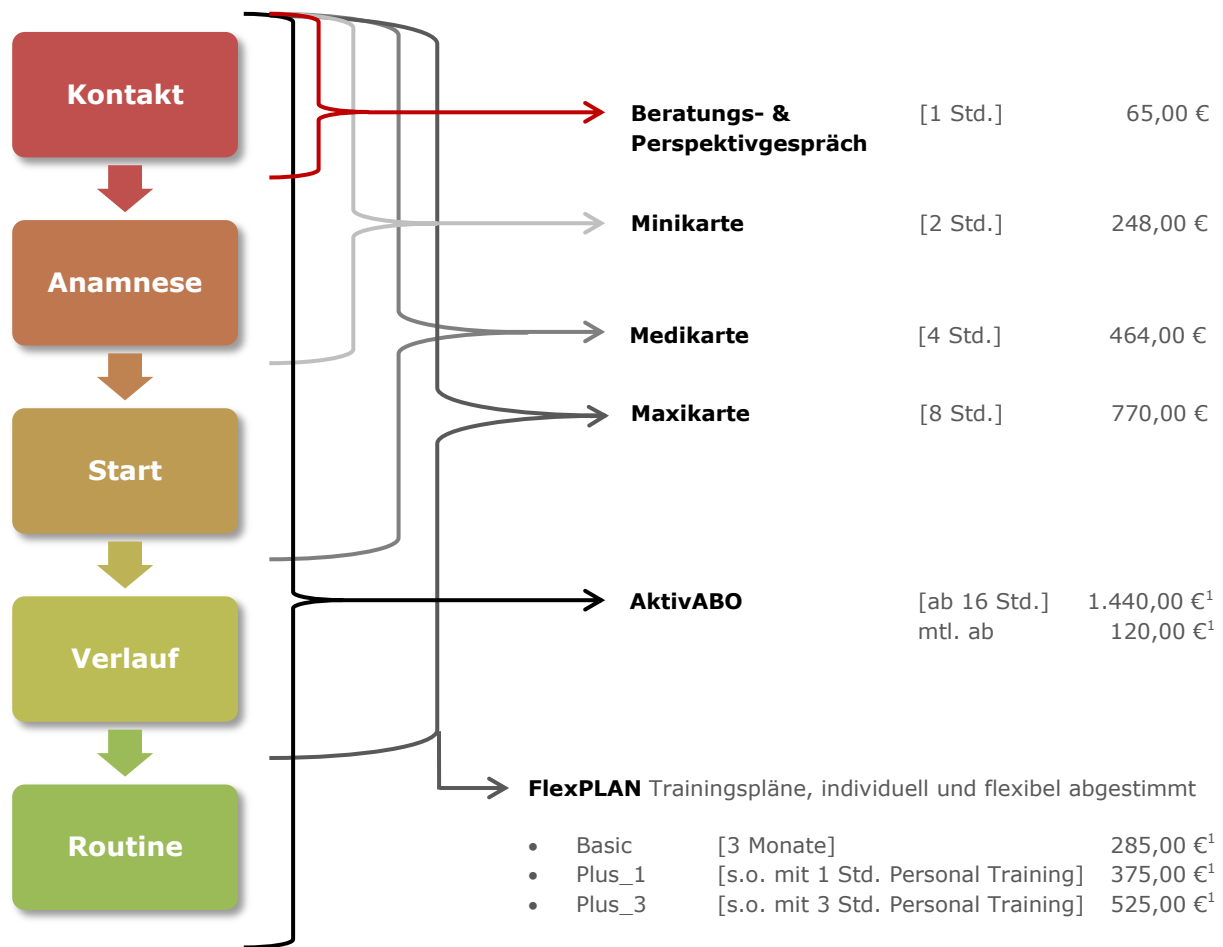 Kontakt
Beratungs- & [1 Std.] 65,00 €
Perspektivgespräch
Minikarte [2 Std.] 248,00 €
Anamnese
Medikarte [4 Std.] 464,00 €
Maxikarte [8 Std.] 770,00 €
Start
AktivABO [ab 16 Std.] 1.440,00 €¹
mtl. ab 120,00 €¹
Verlauf
FlexPLAN Trainingspläne, individuell und flexibel abgestimmt
Routine
• Basic [3 Monate] 285,00 €¹
• Plus_1 [s.o. mit 1 Std. Personal Training] 375,00 €¹
• Plus_3 [s.o. mit 3 Std. Personal Training] 525,00 €¹